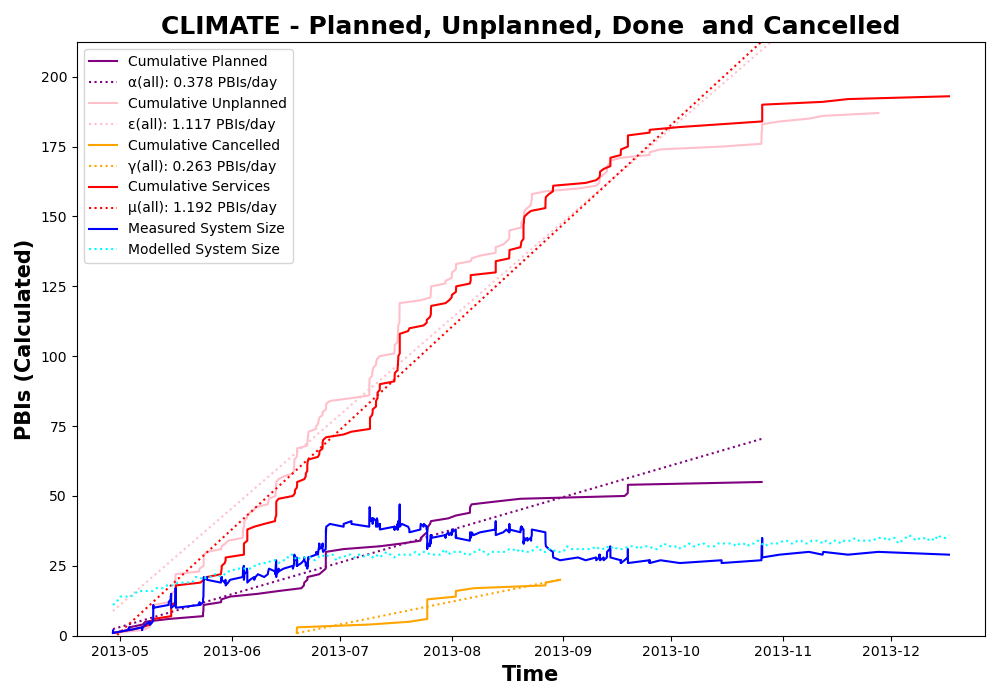 CLIMATE - Planned, Unplanned, Done  and Cancelled
PBIs (Calculated)
200
175
150
125
100
75
50
25
0
Cumulative Planned
α(all): 0.378 PBIs/day
Cumulative Unplanned
ε(all): 1.117 PBIs/day
Cumulative Cancelled
γ(all): 0.263 PBIs/day
Cumulative Services
μ(all): 1.192 PBIs/day
Measured System Size
Modelled System Size
2013-05 2013-06 2013-07 2013-08 2013-09 2013-10 2013-11 2013-12
Time